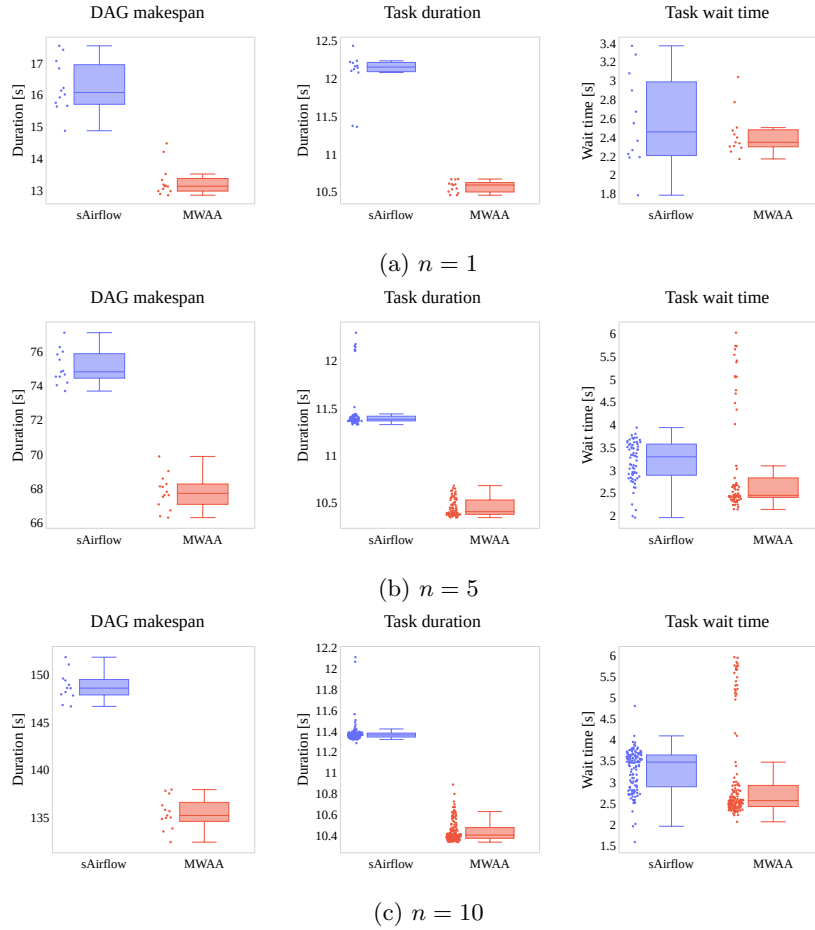 DAG makespan
Task duration
Task wait time
Duration [s]
17
16
15
14
13
sAirflow
MWAA
Duration [s]
12.5
12
11.5
11
10.5
sAirflow
MWAA
Wait time [s]
3.4
3.2
3
2.8
2.6
2.4
2.2
2
1.8
sAirflow
MWAA
(a) n = 1
DAG makespan
Task duration
Task wait time
Duration [s]
76
74
72
70
68
66
sAirflow
MWAA
Duration [s]
12
11.5
11
10.5
sAirflow
MWAA
Wait time [s]
6
5.5
5
4.5
4
3.5
3
2.5
2
sAirflow
MWAA
(b) n = 5
DAG makespan
Task duration
Task wait time
Duration [s]
150
145
140
135
sAirflow
MWAA
Duration [s]
12.2
12
11.8
11.6
11.4
11.2
11
10.8
10.6
10.4
sAirflow
MWAA
Wait time [s]
6
5.5
5
4.5
4
3.5
3
2.5
2
1.5
sAirflow
MWAA
(c) n = 10